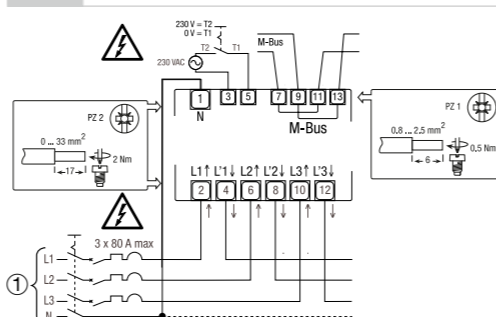 230 V = T2
0 V = T1
T2 T1
230 VAC
M-Bus
1 3 5 7 9 11 13
N
M-Bus
PZ 2
0 ... 33 mm²
2 Nm
17
PZ 1
0,8 ... 2,5 mm²
0,5 Nm
6
L1↑ L'1↓ L2↑ L'2↓ L3↑ L'3↓
2 4 6 8 10 12
3 x 80 A max
1
L1
L2
L3
N